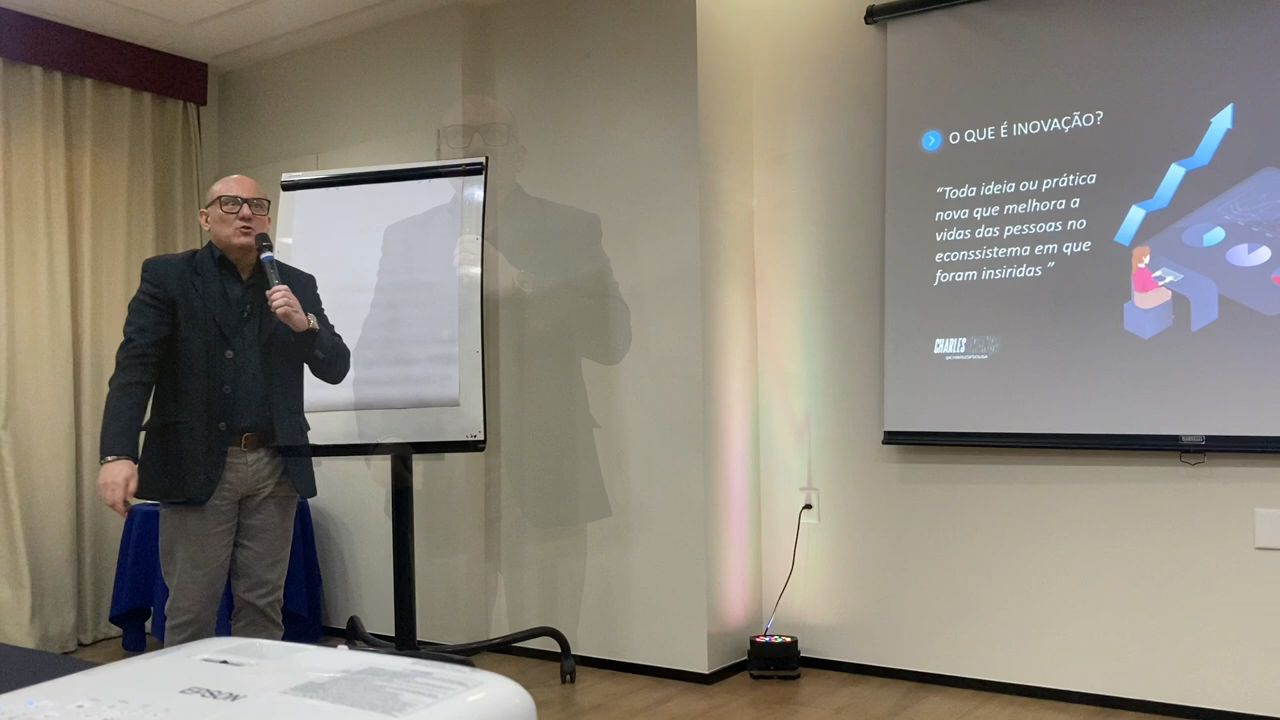 O QUE É INOVAÇÃO?
“Toda ideia ou prática
nova que melhora a
vidas das pessoas no
econssistema em que
foram insiridas ”
CHARLES
EPSON